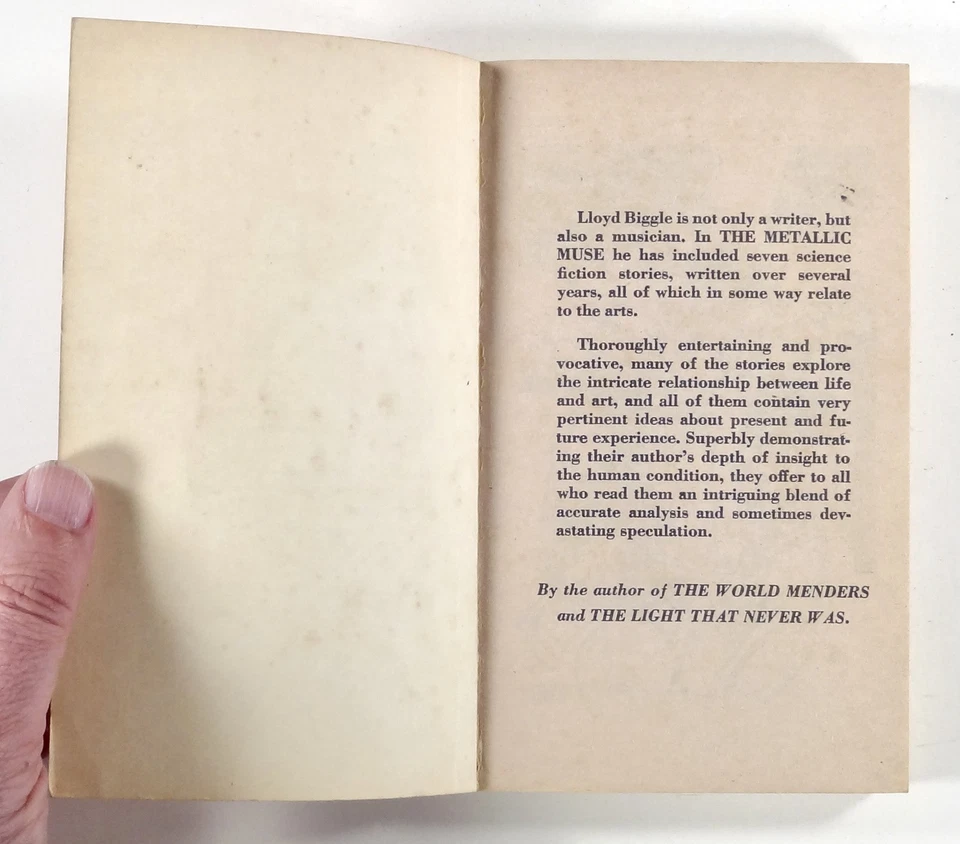 Lloyd Biggle is not only a writer, but
also a musician. In THE METALLIC
MUSE he has included seven science
fiction stories, written over several
years, all of which in some way relate
to the arts.
Thoroughly entertaining and pro-
vocative, many of the stories explore
the intricate relationship between life
and art, and all of them contain very
pertinent ideas about present and fu-
ture experience. Superbly demonstrat-
ing their author's depth of insight to
the human condition, they offer to all
who read them an intriguing blend of
accurate analysis and sometimes dev-
astating speculation.
By the author of THE WORLD MENDERS
and THE LIGHT THAT NEVER WAS.